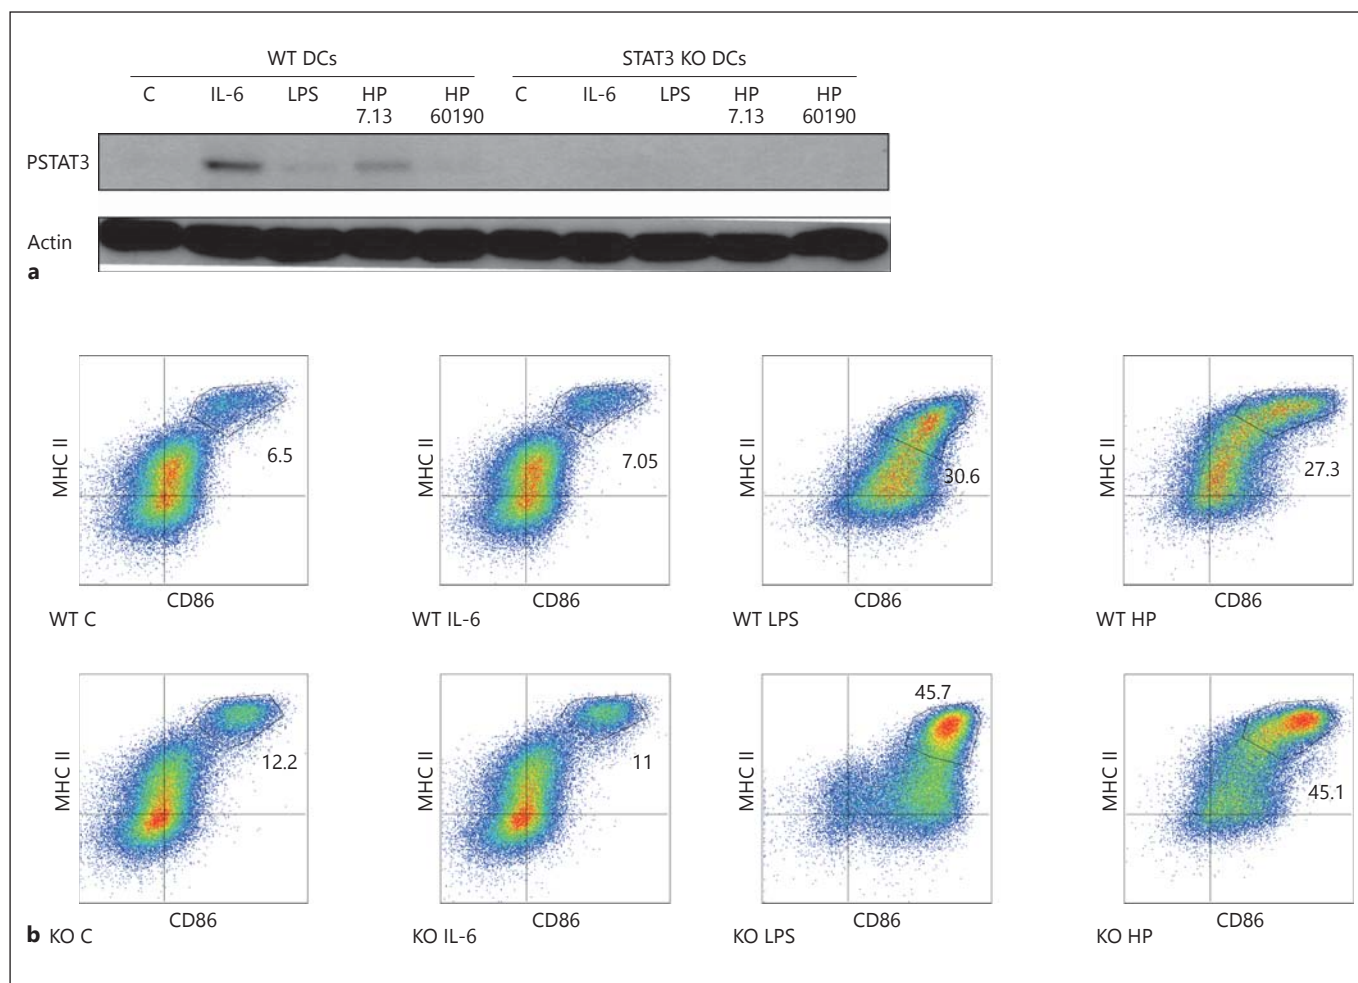 WT DCs STAT3 KO DCs
C IL-6 LPS HP 7.13 HP 60190 C IL-6 LPS HP 7.13 HP 60190
PSTAT3
Actin
a
MHC II 6.5 MHC II 7.05 MHC II 30.6 MHC II 27.3
CD86 CD86 CD86 CD86
WT C WT IL-6 WT LPS WT HP
MHC II 12.2 MHC II 11 MHC II 45.7 MHC II 45.1
CD86 CD86 CD86 CD86
b KO C KO IL-6 KO LPS KO HP